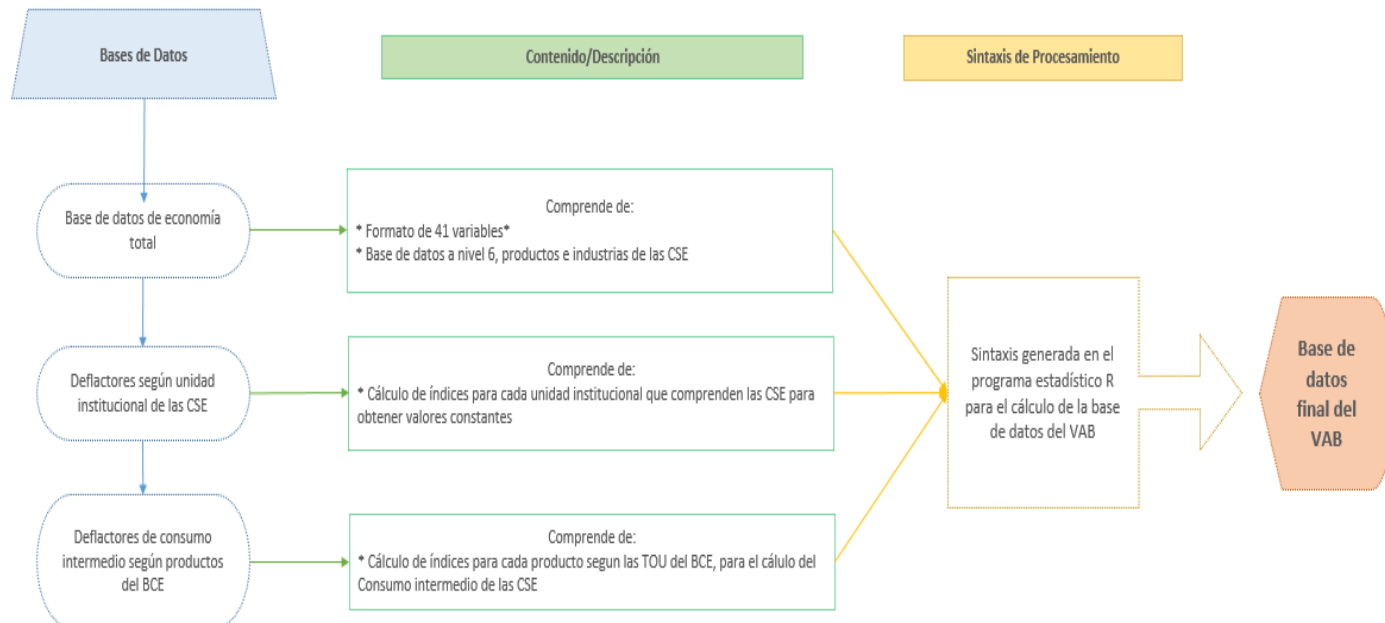 Bases de Datos
Contenido/Descripción
Sintaxis de Procesamiento
Base de datos de economía
total
Comprende de:
* Formato de 41 variables*
* Base de datos a nivel 6, productos e industrias de las CSE
Deflactores según unidad
institucional de las CSE
Comprende de:
* Cálculo de índices para cada unidad institucional que comprenden las CSE para
obtener valores constantes
Deflactores de consumo
intermedio según productos
del BCE
Comprende de:
* Cálculo de índices para cada producto segun las TOU del BCE, para el cálulo del
Consumo intermedio de las CSE
Sintaxis generada en el
programa estadístico R
para el cálculo de la base
de datos del VAB
Base de
datos
final del
VAB